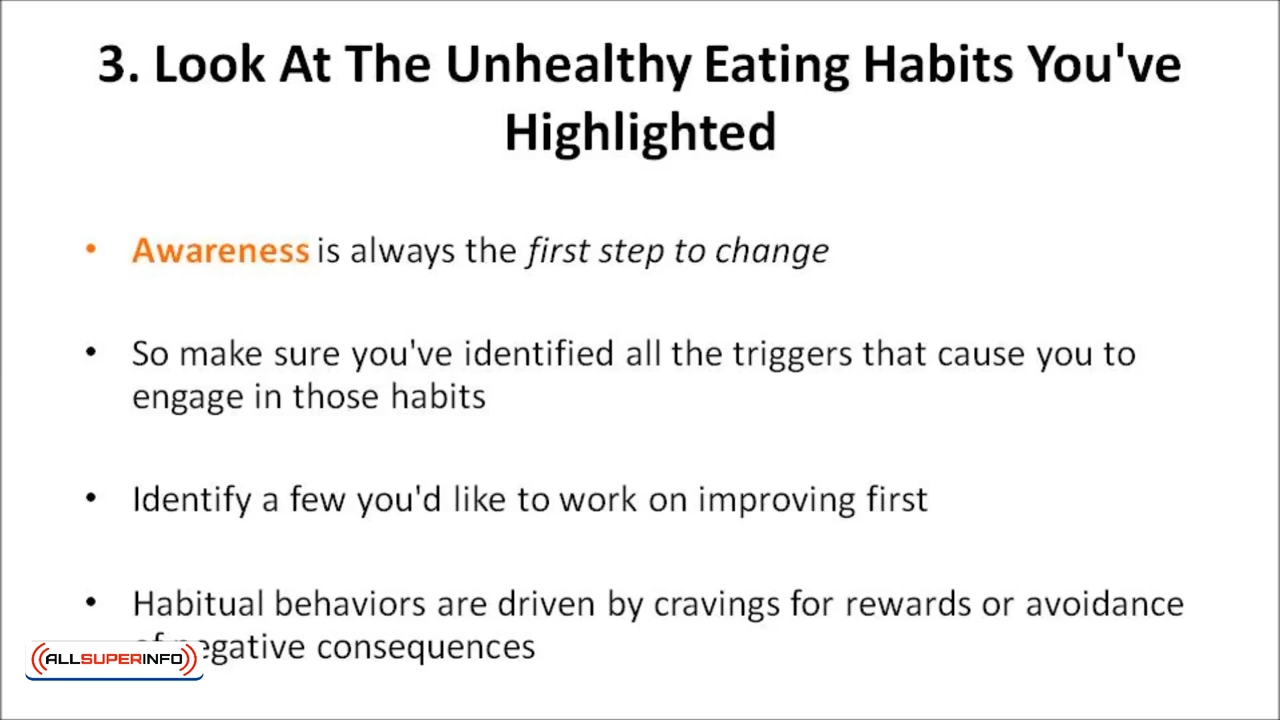 3. Look At The Unhealthy Eating Habits You've
Highlighted
• Awareness is always the first step to change
• So make sure you've identified all the triggers that cause you to
engage in those habits
• Identify a few you'd like to work on improving first
• Habitual behaviors are driven by cravings for rewards or avoidance
of negative consequences
ALLSUPERINFO